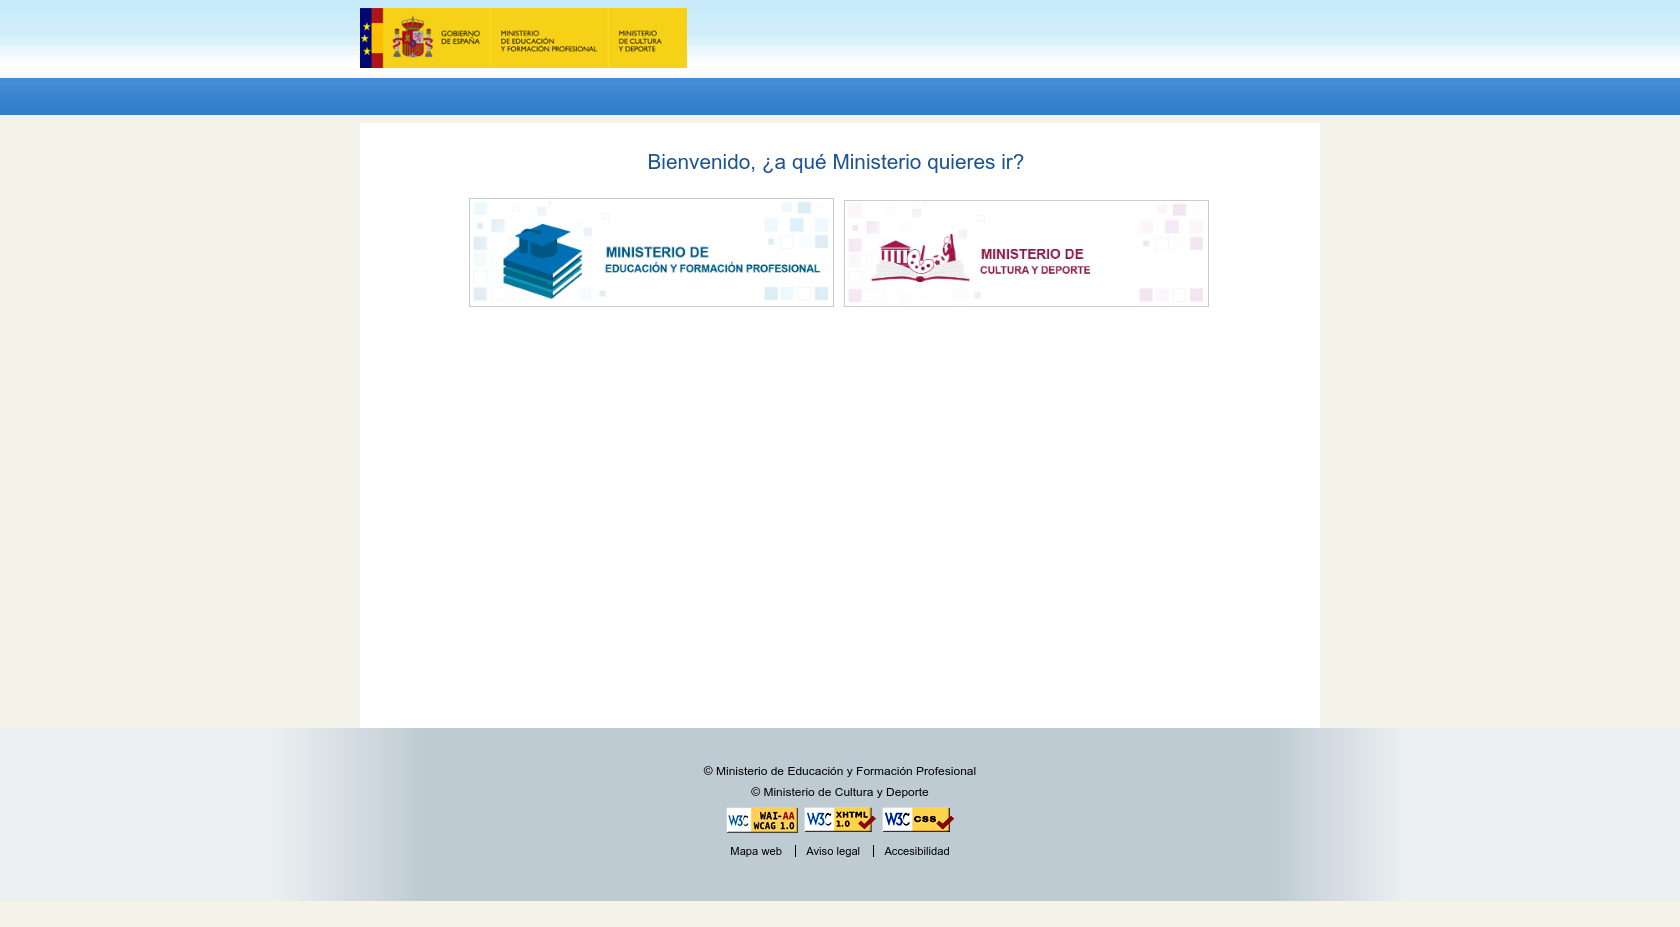 GOBIERNO
DE ESPAÑA
MINISTERIO
DE EDUCACIÓN
Y FORMACIÓN PROFESIONAL
MINISTERIO
DE CULTURA
Y DEPORTE
Bienvenido, ¿a qué Ministerio quieres ir?
MINISTERIO DE
EDUCACIÓN Y FORMACIÓN PROFESIONAL
MINISTERIO DE
CULTURA Y DEPORTE
© Ministerio de Educación y Formación Profesional
© Ministerio de Cultura y Deporte
W3C WAI-AA
WCAG 1.0
W3C XHTML
1.0
W3C CSS
Mapa web
Aviso legal
Accesibilidad